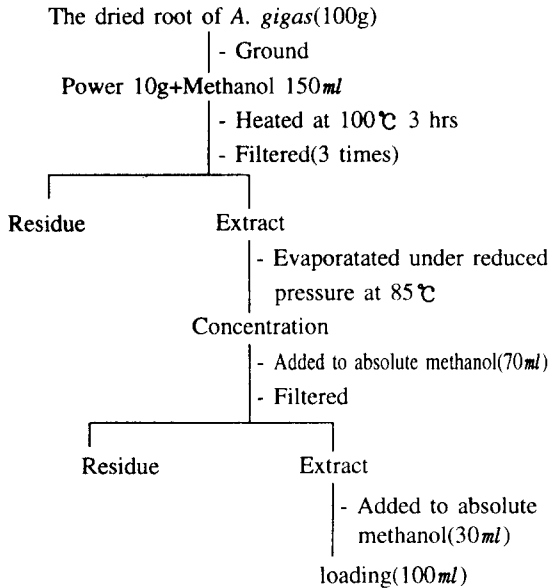 The dried root of A. gigas(100g)
- Ground
Power 10g+Methanol 150ml
- Heated at 100℃ 3 hrs
- Filtered(3 times)
Residue Extract
- Evaporatated under reduced
pressure at 85℃
Concentration
- Added to absolute methanol(70ml)
- Filtered
Residue Extract
- Added to absolute
methanol(30ml)
loading(100ml)